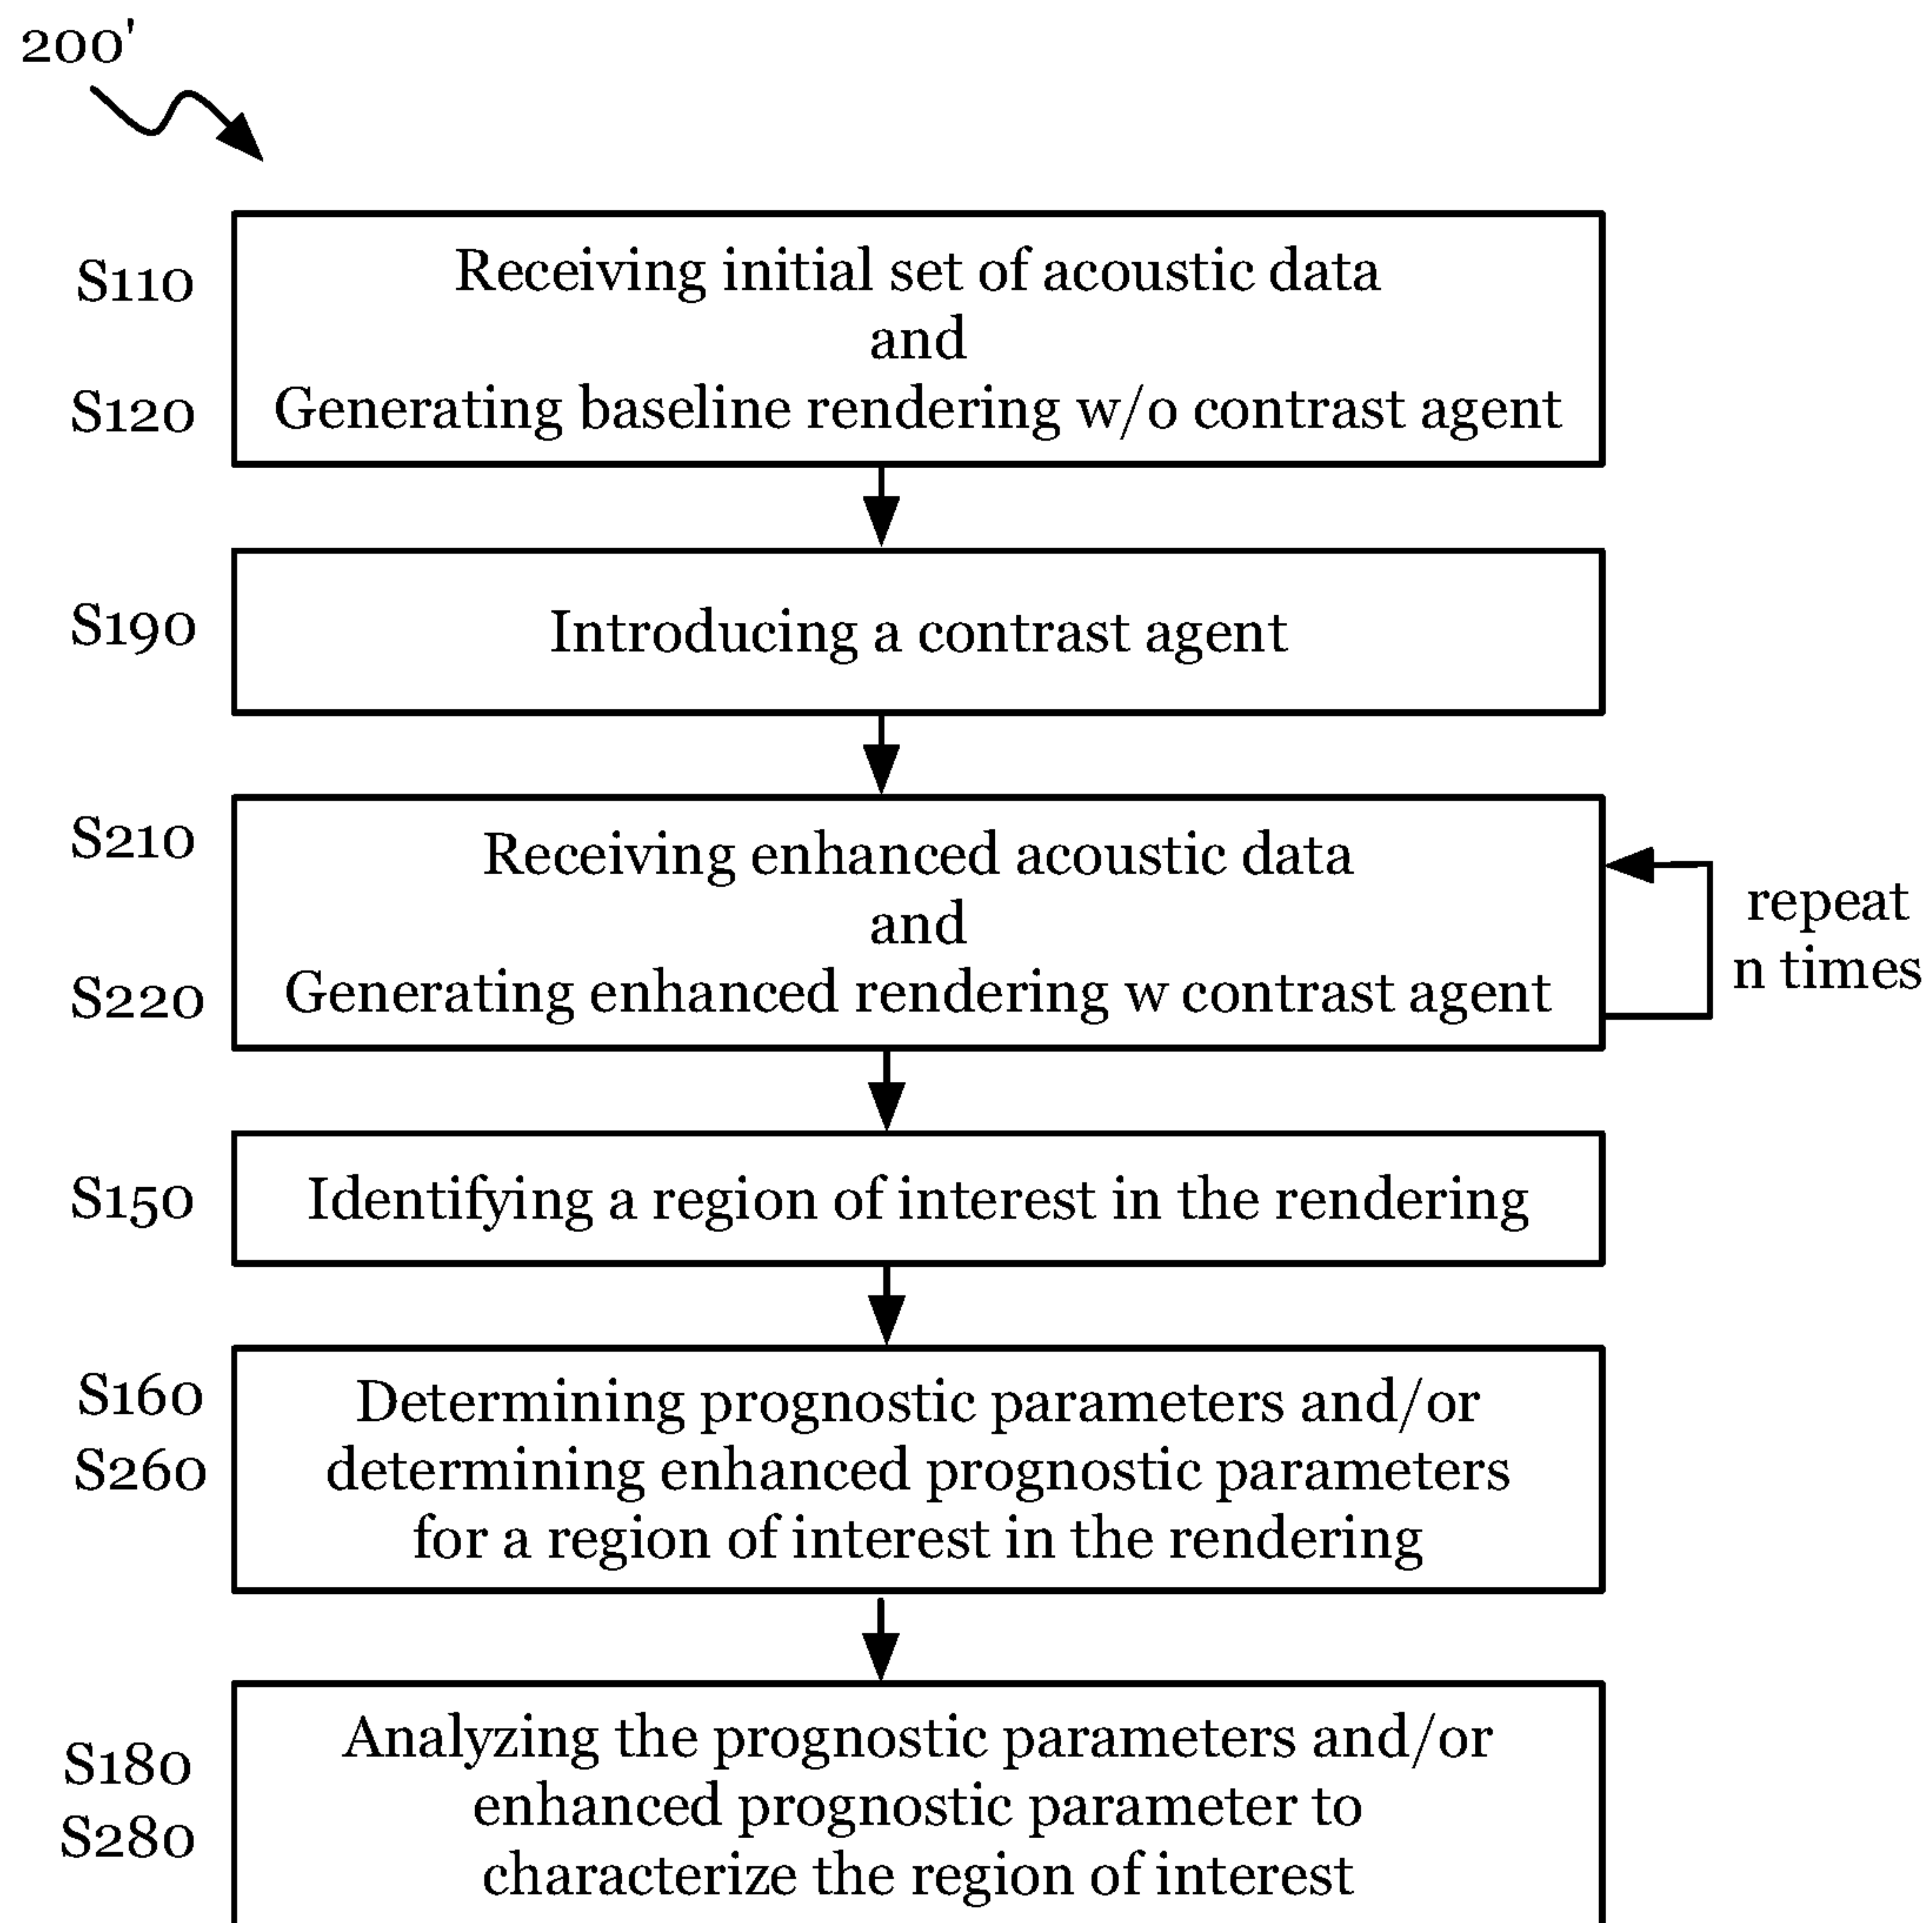 200'
S110
Receiving initial set of acoustic data
and
S120
Generating baseline rendering w/o contrast agent
S190
Introducing a contrast agent
S210
Receiving enhanced acoustic data
and
S220
Generating enhanced rendering w contrast agent
repeat
n times
S150
Identifying a region of interest in the rendering
S160
Determining prognostic parameters and/or
S260
determining enhanced prognostic parameters
for a region of interest in the rendering
S180
Analyzing the prognostic parameters and/or
enhanced prognostic parameter to
S280
characterize the region of interest